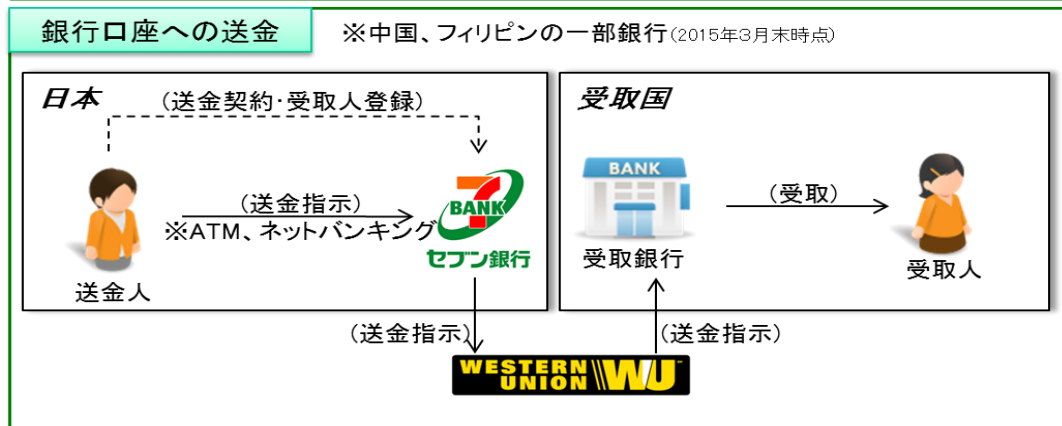 銀行口座への送金
※中国、フィリピンの一部銀行(2015年3月末時点)
日本
(送金契約・受取人登録)
送金人
(送金指示)
※ATM、ネットバンキング
7
BANK
セブン銀行
受取国
BANK
受取銀行
(受取)
受取人
(送金指示)
(送金指示)
WESTERN
UNION WU